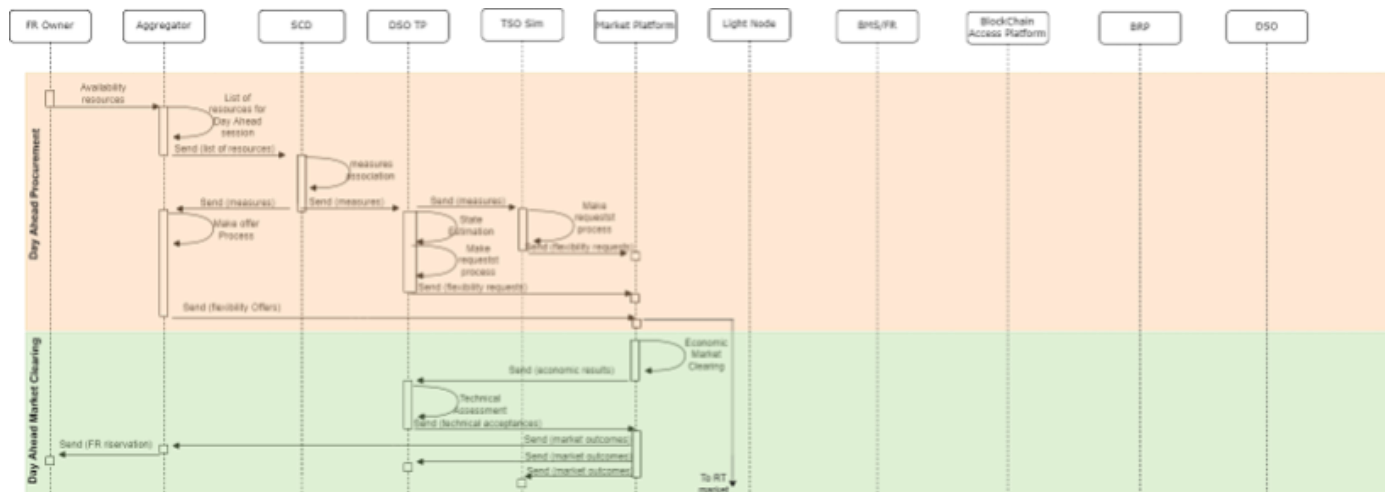 FR Owner
Aggregator
SCD
DSO TP
TSO Sim
Market Platform
Light Node
BMS/FR
BlockChain
Access Platform
BRP
DSO
Day Ahead Procurement
Availability
resources
List of
resources for
Day Ahead
session
Send (list of resources)
measures
association
Send (measures)
Send (measures)
Send (measures)
Make offer
Process
State
Estimation
Make
requestst
process
Make
requestst
process
Send (flexibility requests)
Send (flexibility requests)
Send (flexibility Offers)
Day Ahead Market Clearing
Economic
Market
Clearing
Send (economic results)
Technical
Assessment
Send (technical acceptances)
Send (market outcomes)
Send (FR riservation)
Send (market outcomes)
Send (market outcomes)
To RT
market